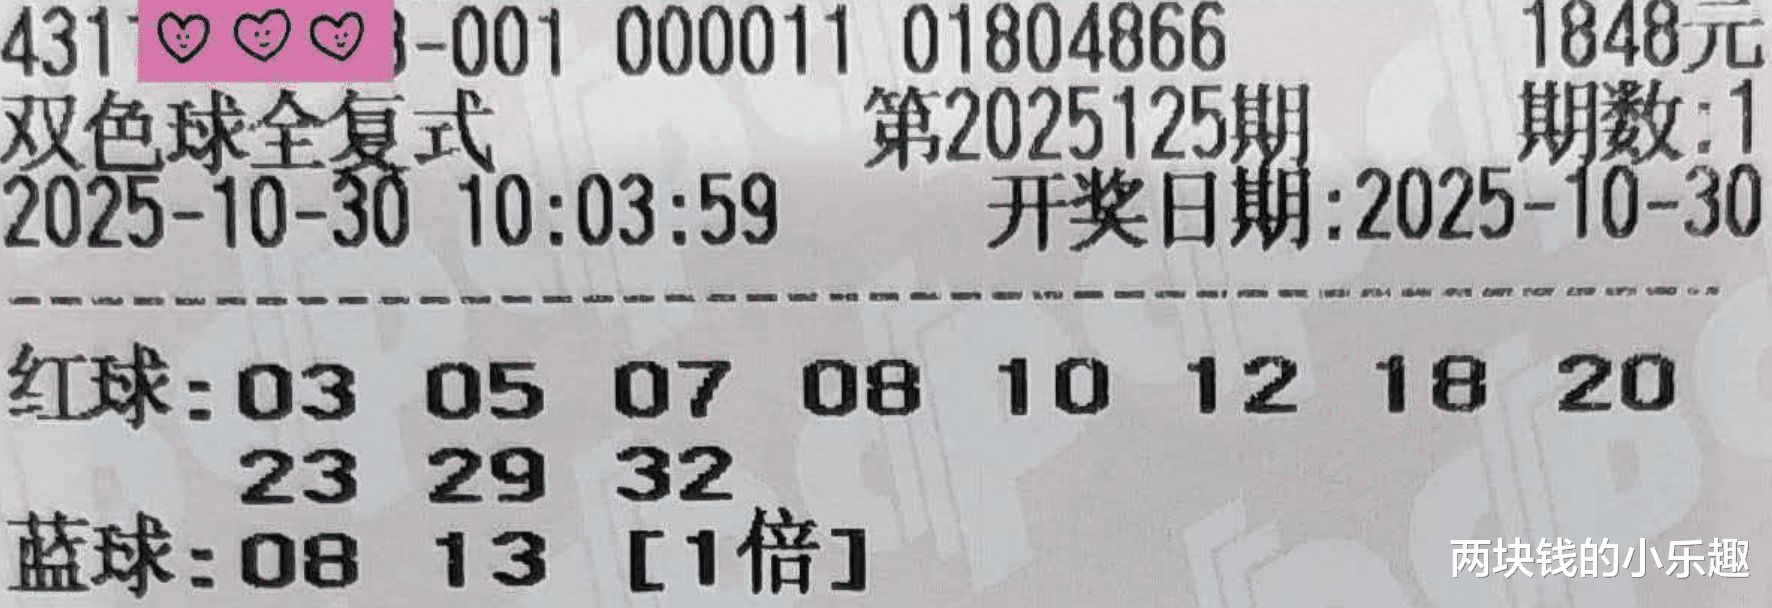 431 3-001 000011 01804866 1848元
双色球全复式 第2025125期 期数:1
2025-10-30 10:03:59 开奖日期:2025-10-30
红球:03 05 07 08 10 12 18 20
23 29 32
蓝球:08 13 [1倍]
两块钱的小乐趣